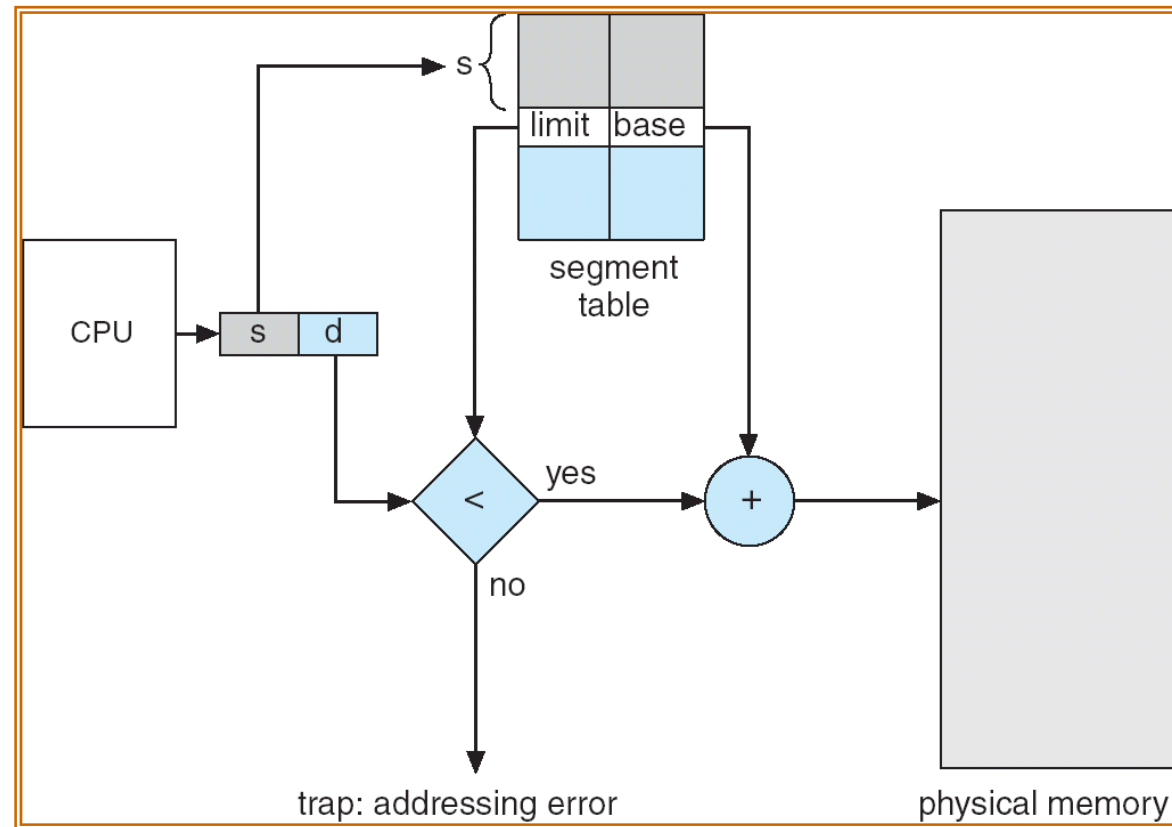 s
limit base
segment
table
CPU
s d
< yes +
no
trap: addressing error
physical memory